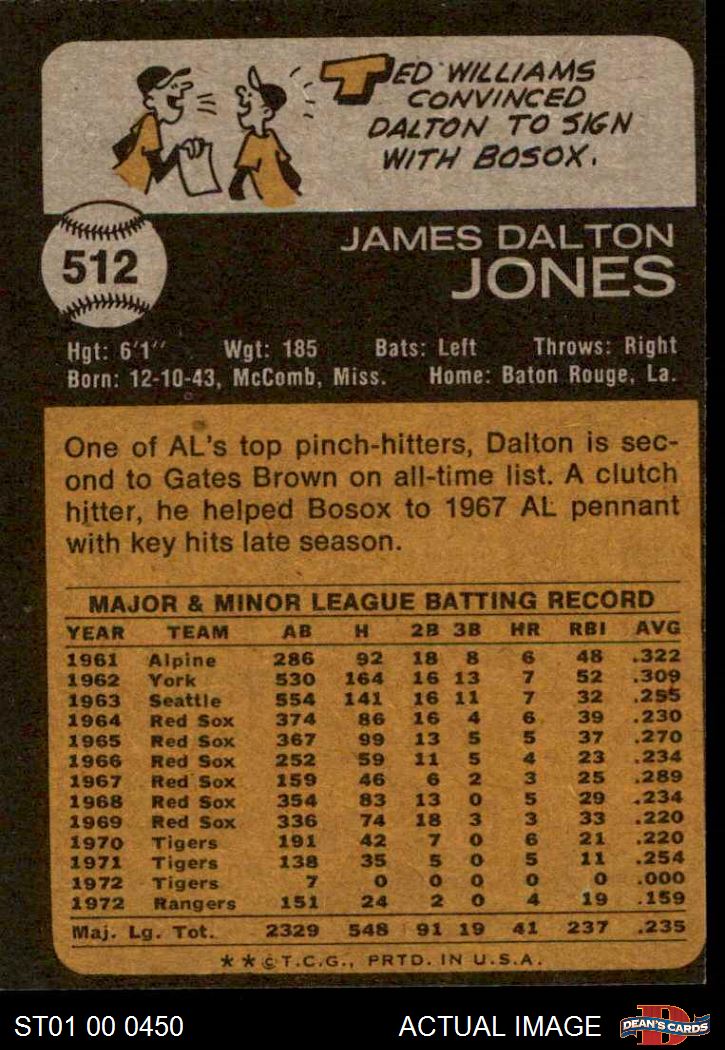 TED WILLIAMS
CONVINCED
DALTON TO SIGN
WITH BOSOX.
512
JAMES DALTON
JONES
Hgt: 6'1" Wgt: 185 Bats: Left Throws: Right
Born: 12-10-43, McComb, Miss. Home: Baton Rouge, La.
One of AL's top pinch-hitters, Dalton is sec-
ond to Gates Brown on all-time list. A clutch
hitter, he helped Bosox to 1967 AL pennant
with key hits late season.
MAJOR & MINOR LEAGUE BATTING RECORD
YEAR TEAM AB H 2B 3B HR RBI AVG
1961 Alpine 286 92 18 8 6 48 .322
1962 York 530 164 16 13 7 52 .309
1963 Seattle 554 141 16 11 7 32 .255
1964 Red Sox 374 86 16 4 6 39 .230
1965 Red Sox 367 99 13 5 5 37 .270
1966 Red Sox 252 59 11 5 4 23 .234
1967 Red Sox 159 46 6 2 3 25 .289
1968 Red Sox 354 83 13 0 5 29 .234
1969 Red Sox 336 74 18 3 3 33 .220
1970 Tigers 191 42 7 0 6 21 .220
1971 Tigers 138 35 5 0 5 11 .254
1972 Tigers 7 0 0 0 0 0 .000
1972 Rangers 151 24 2 0 4 19 .159
Maj. Lg. Tot. 2329 548 91 19 41 237 .235
**©T.C.G., PRTD. IN U.S.A.
ST01 00 0450 ACTUAL IMAGE D DEAN'S CARDS